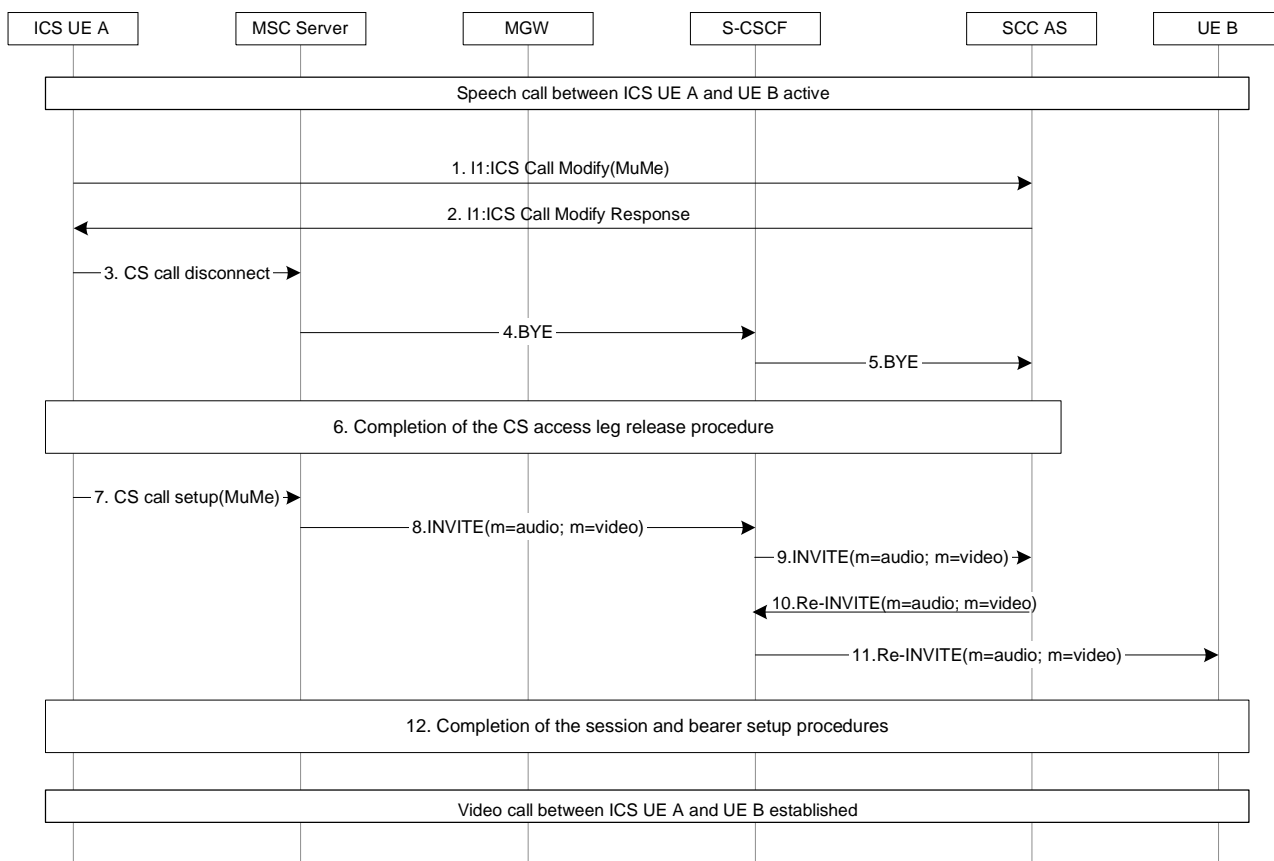 ICS UE A
MSC Server
MGW
S-CSCF
SCC AS
UE B
Speech call between ICS UE A and UE B active
1. I1:ICS Call Modify(MuMe)
2. I1:ICS Call Modify Response
3. CS call disconnect
4.BYE
5.BYE
6. Completion of the CS access leg release procedure
7. CS call setup(MuMe)
8.INVITE(m=audio; m=video)
9.INVITE(m=audio; m=video)
10.Re-INVITE(m=audio; m=video)
11.Re-INVITE(m=audio; m=video)
12. Completion of the session and bearer setup procedures
Video call between ICS UE A and UE B established